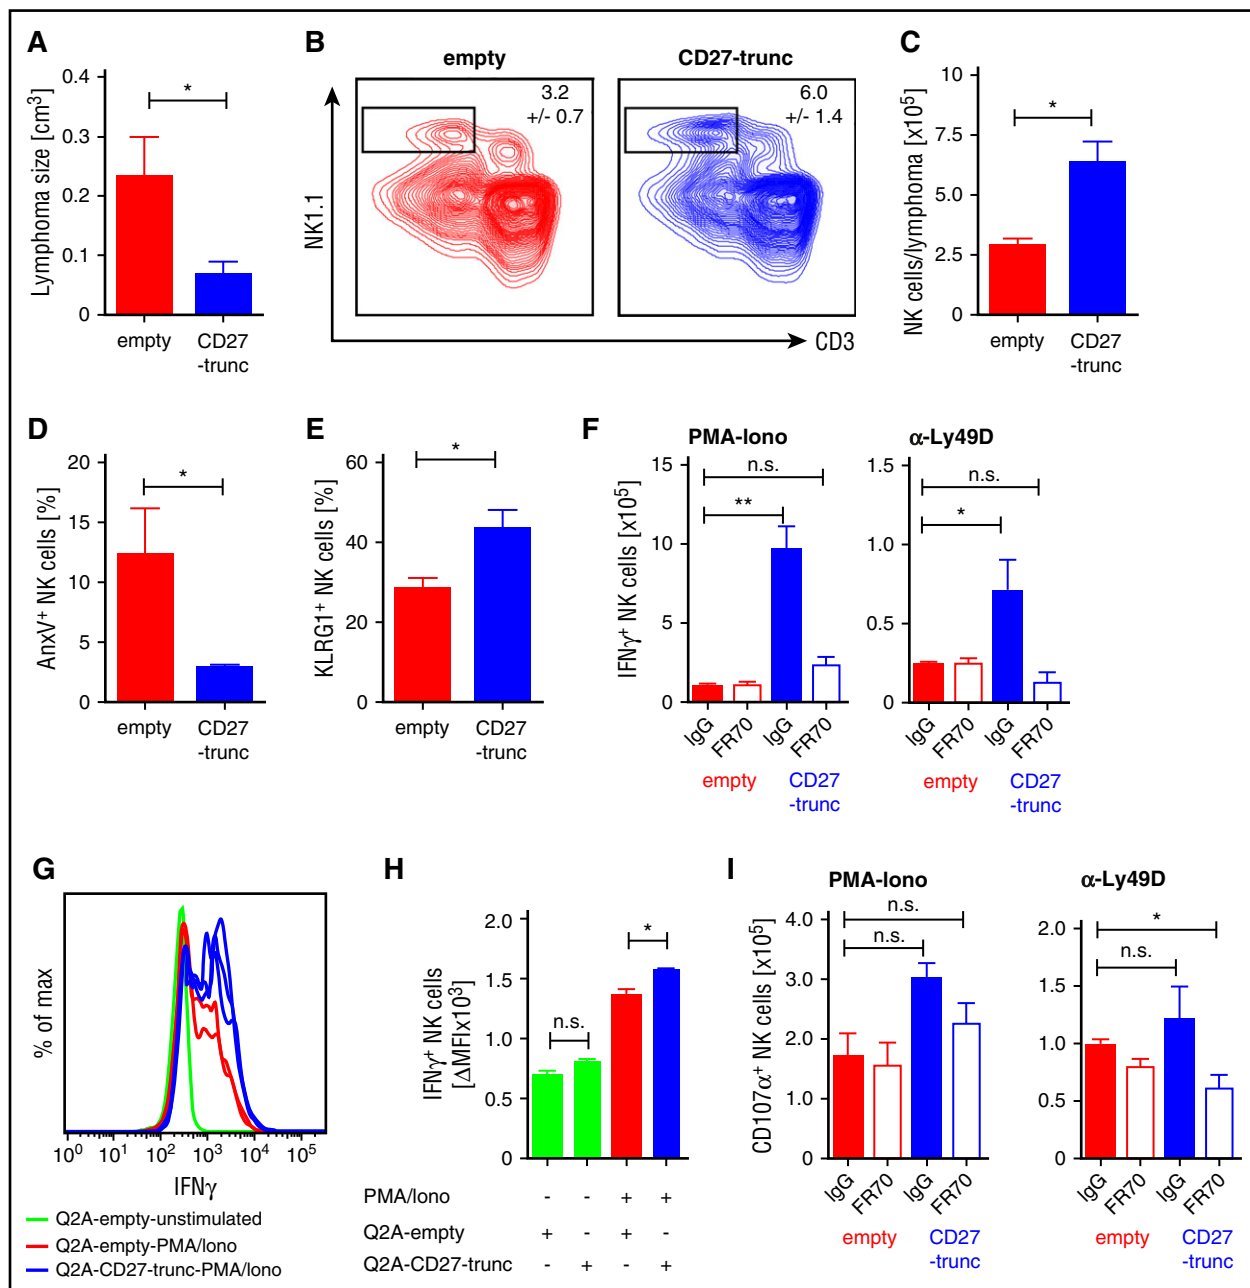 A
Lymphoma size [cm³]
0.4
0.3
0.2
0.1
0
*
empty
CD27
-trunc
B
empty
CD27-trunc
3.2
+/- 0.7
6.0
+/- 1.4
NK1.1
CD3
C
NK cells/lymphoma [x10⁵]
10
7.5
5.0
2.5
0
*
empty
CD27
-trunc
D
AnxV⁺ NK cells [%]
20
15
10
5
0
*
empty
CD27
-trunc
E
KLRG1⁺ NK cells [%]
60
40
20
0
*
empty
CD27
-trunc
F
PMA-Iono
IFNγ⁺ NK cells [x10⁵]
15
10
5
0
n.s.
**
IgG
FR70
IgG
FR70
empty
CD27
-trunc
α-Ly49D
1.5
1.0
0.5
0
n.s.
*
IgG
FR70
IgG
FR70
empty
CD27
-trunc
G
% of max
10⁰ 10¹ 10² 10³ 10⁴ 10⁵
IFNγ
Q2A-empty-unstimulated
Q2A-empty-PMA/Iono
Q2A-CD27-trunc-PMA/Iono
H
IFNγ⁺ NK cells
[ΔMFIx10³]
2.0
1.5
1.0
0.5
0
n.s.
*
PMA/Iono - - + +
Q2A-empty + - + -
Q2A-CD27-trunc - + - +
I
PMA-Iono
CD107α⁺ NK cells [x10⁵]
4.0
3.0
2.0
1.0
0
n.s.
n.s.
IgG
FR70
IgG
FR70
empty
CD27
-trunc
α-Ly49D
2.0
1.5
1.0
0.5
0
*
n.s.
IgG
FR70
IgG
FR70
empty
CD27
-trunc